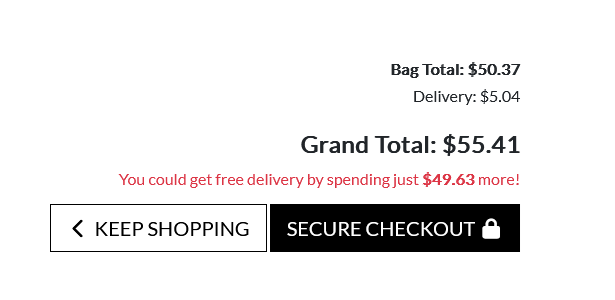 Bag Total: $50.37
Delivery: $5.04
Grand Total: $55.41
You could get free delivery by spending just $49.63 more!
KEEP SHOPPING
SECURE CHECKOUT